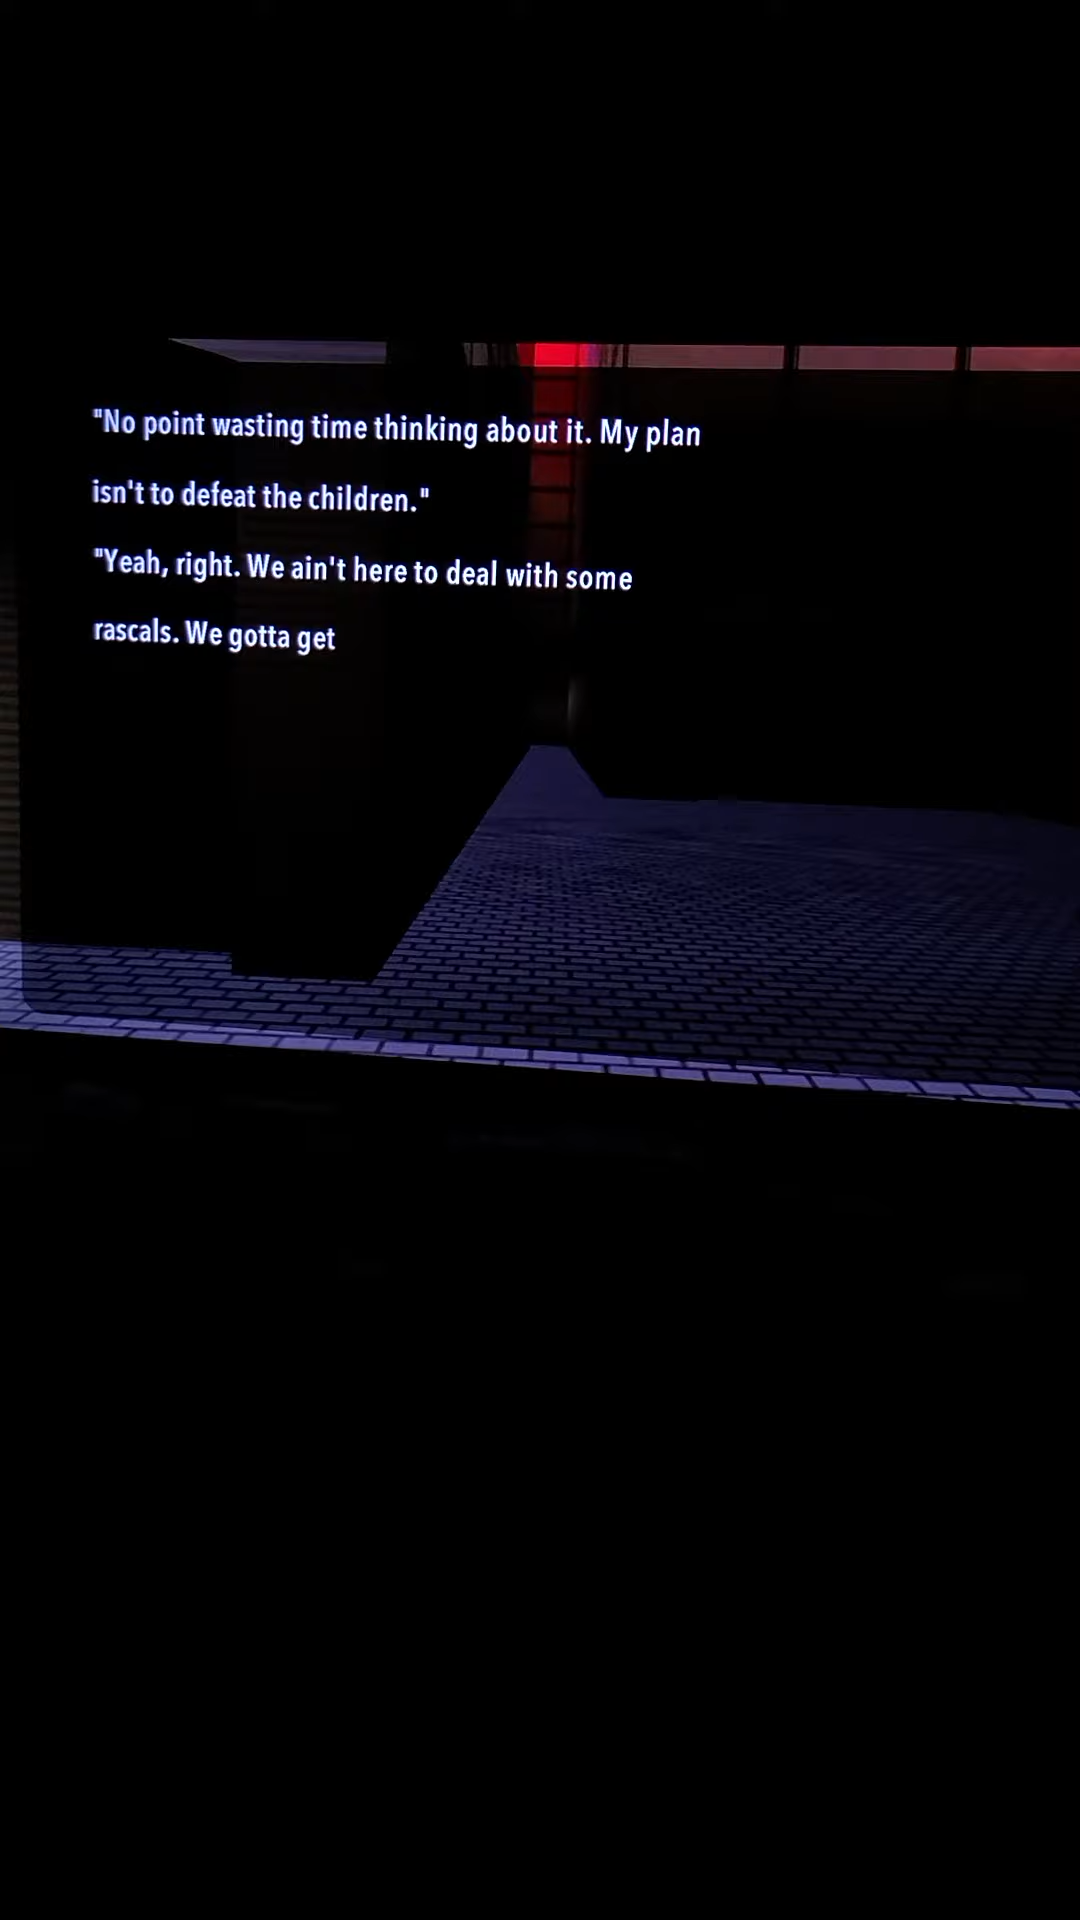 "No point wasting time thinking about it. My plan
isn't to defeat the children."
"Yeah, right. We ain't here to deal with some
rascals. We gotta get